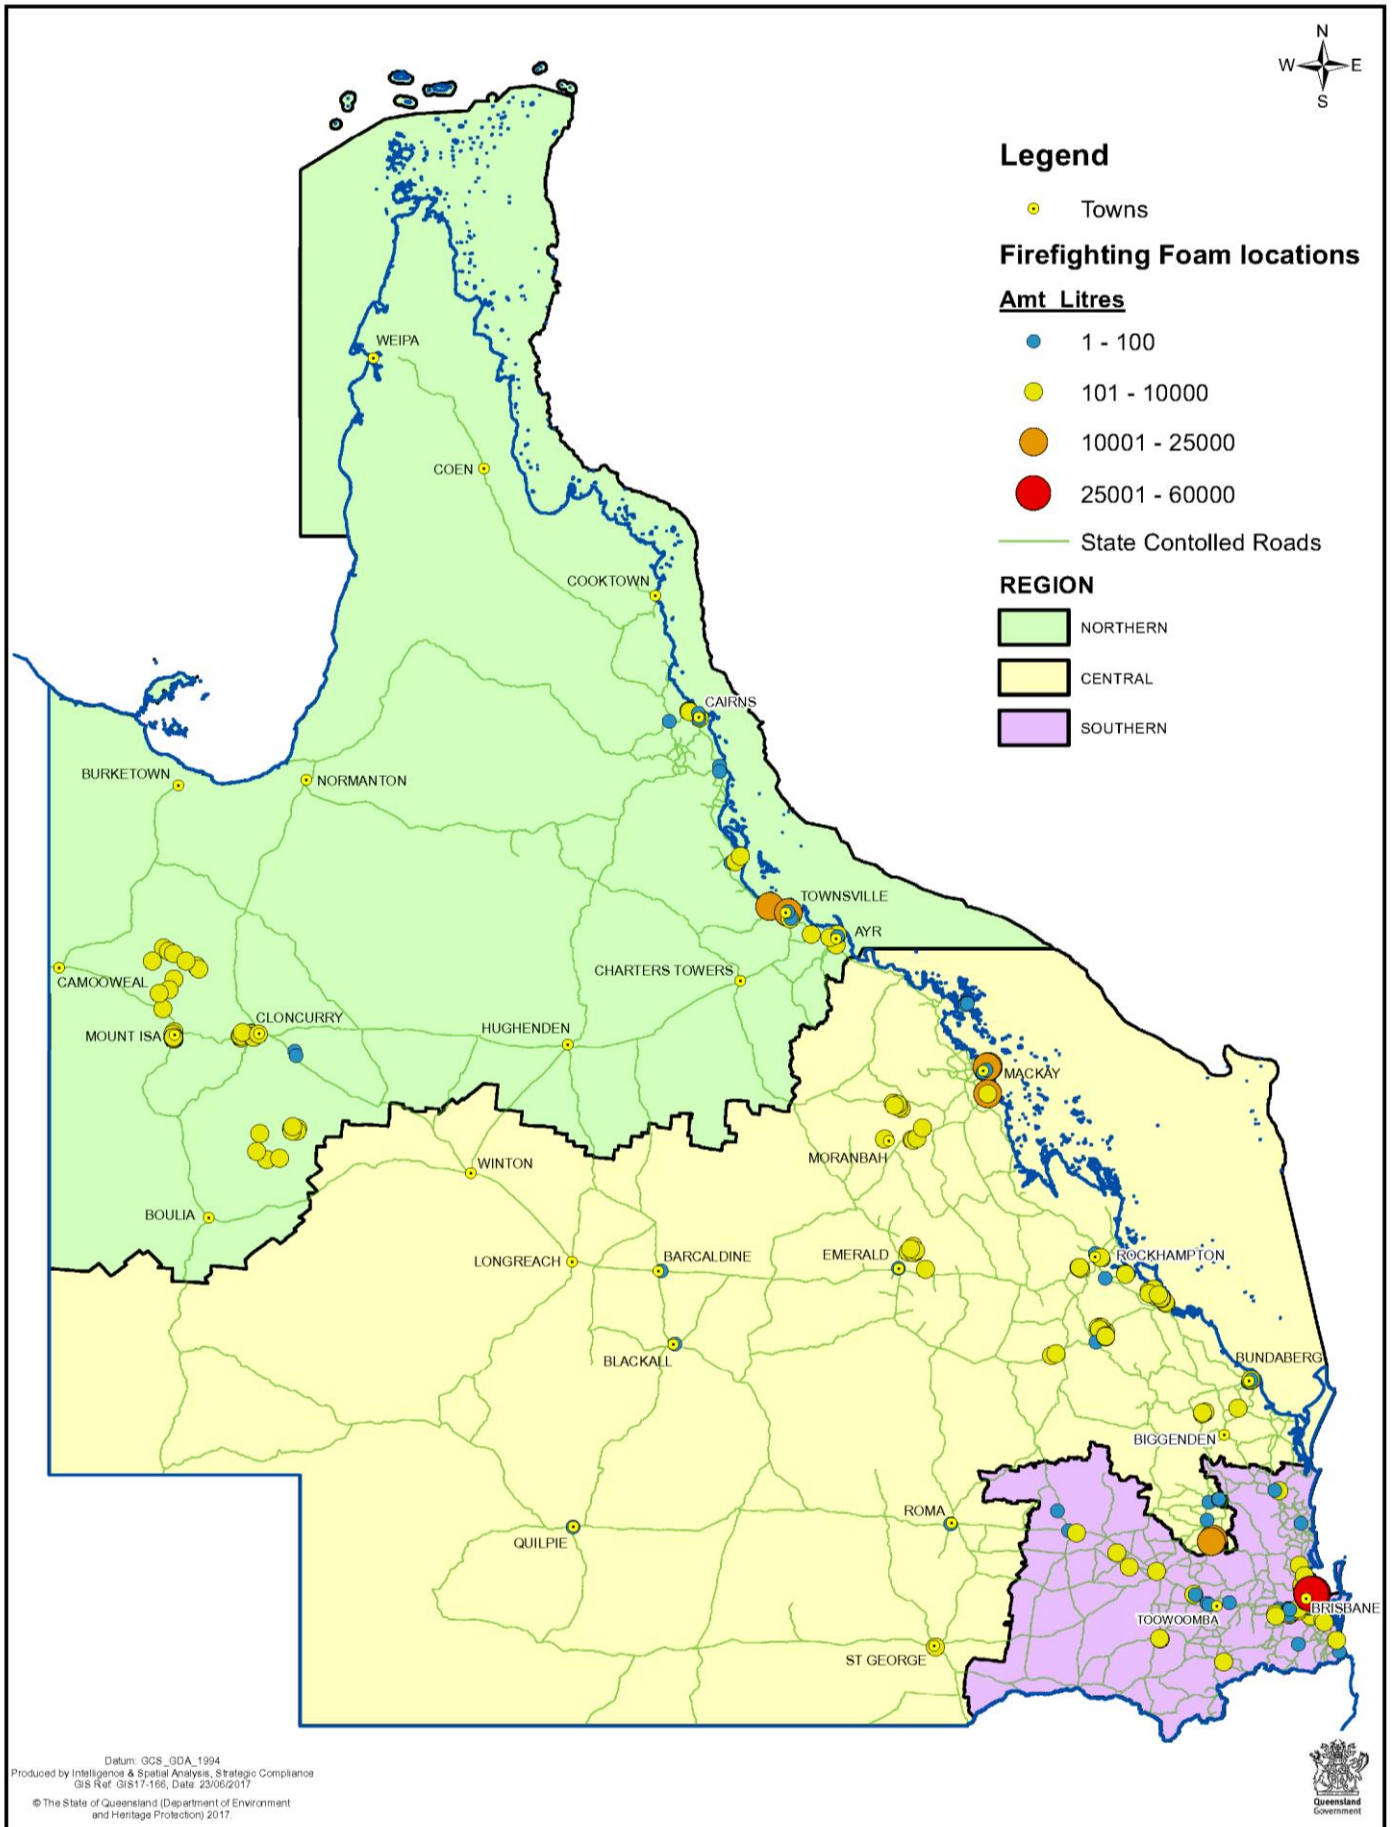 N
W E
S
Legend
Towns
Firefighting Foam locations
Amt Litres
1 - 100
101 - 10000
10001 - 25000
25001 - 60000
State Contolled Roads
REGION
NORTHERN
CENTRAL
SOUTHERN
WEIPA
COEN
COOKTOWN
CAIRNS
BURKETOWN
NORMANTON
TOWNSVILLE
AYR
CHARTERS TOWERS
CAMOOWEAL
CLONCURRY
MOUNT ISA
HUGHENDEN
MACKAY
MORANBAH
WINTON
BOULIA
LONGREACH
BARCALDINE
EMERALD
ROCKHAMPTON
BLACKALL
BUNDABERG
BIGGENDEN
ROMA
QUILPIE
BRISBANE
TOOWOOMBA
ST GEORGE
Datum: GCS_GDA_1994
Produced by Intelligence & Spatial Analysis, Strategic Compliance
GIS Ref: GIS17-166, Date: 23/06/2017
© The State of Queensland (Department of Environment
and Heritage Protection) 2017.
Queensland
Government